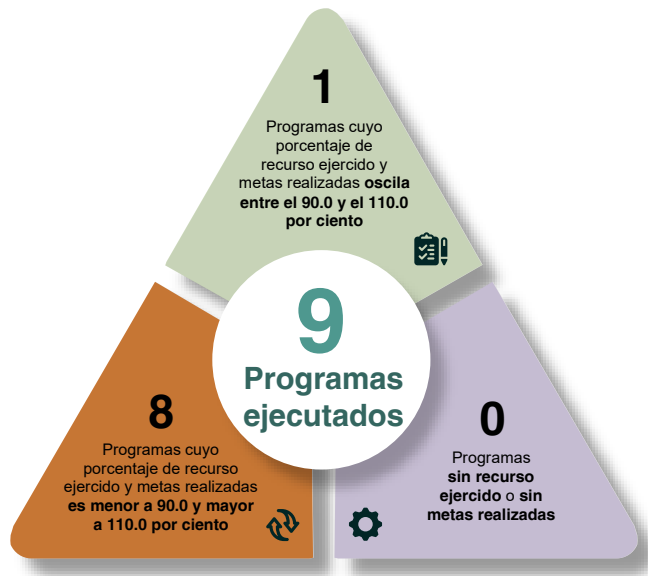 1
Programas cuyo
porcentaje de
recurso ejercido y
metas realizadas oscila
entre el 90.0 y el 110.0
por ciento
9
Programas
ejecutados
8
Programas cuyo
porcentaje de recurso
ejercido y metas realizadas
es menor a 90.0 y mayor
a 110.0 por ciento
0
Programas
sin recurso
ejercido o sin
metas realizadas